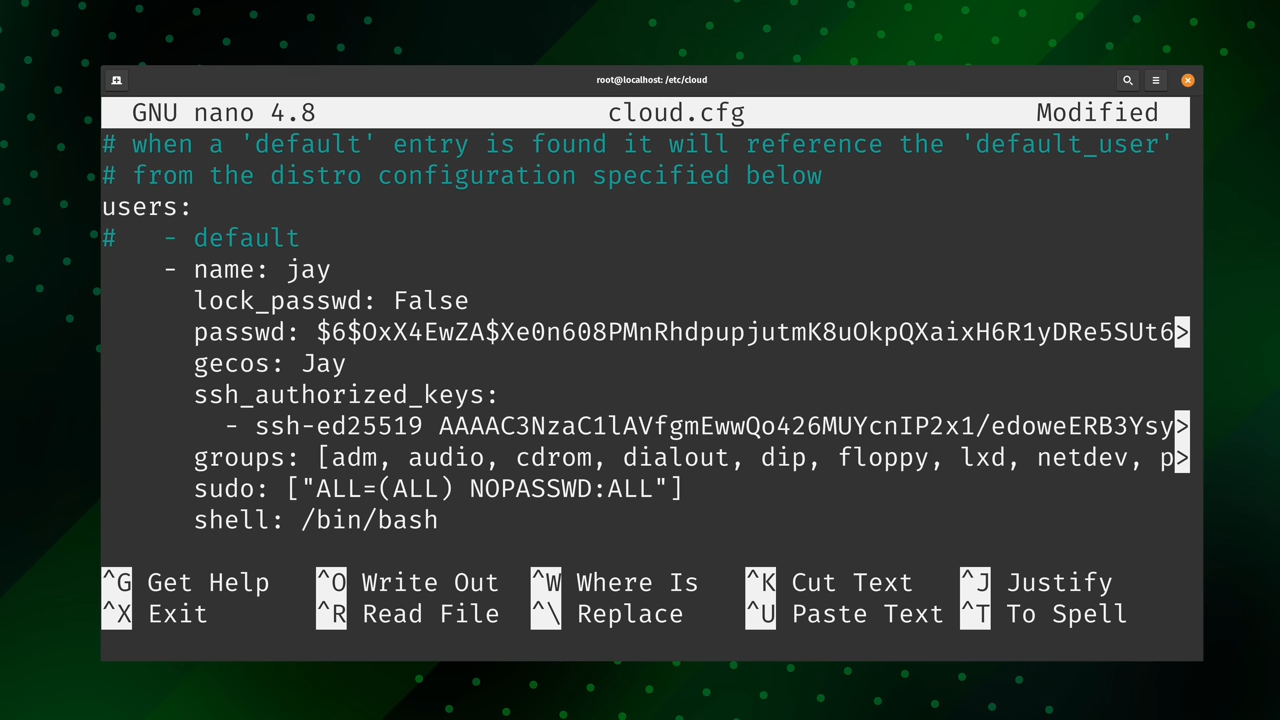 root@localhost: /etc/cloud
GNU nano 4.8 cloud.cfg Modified
# when a 'default' entry is found it will reference the 'default_user'
# from the distro configuration specified below
users:
#   - default
    - name: jay
      lock_passwd: False
      passwd: $6$OxX4EwZA$Xe0n608PMnRhdpupjutmK8uOkpQXaixH6R1yDRe5SUt6>
      gecos: Jay
      ssh_authorized_keys:
        - ssh-ed25519 AAAAC3NzaC1lAVfgmEwwQo426MUYcnIP2x1/edoweERB3Ysy>
      groups: [adm, audio, cdrom, dialout, dip, floppy, lxd, netdev, p>
      sudo: ["ALL=(ALL) NOPASSWD:ALL"]
      shell: /bin/bash
^G Get Help ^O Write Out ^W Where Is ^K Cut Text ^J Justify
^X Exit ^R Read File ^\ Replace ^U Paste Text ^T To Spell